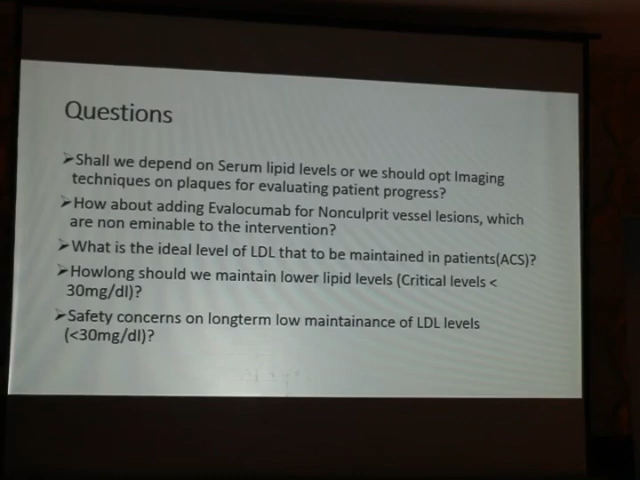 Questions
➢Shall we depend on Serum lipid levels or we should opt Imaging
techniques on plaques for evaluating patient progress?
➢How about adding Evalocumab for Nonculprit vessel lesions, which
are non eminable to the intervention?
➢What is the ideal level of LDL that to be maintained in patients(ACS)?
➢Howlong should we maintain lower lipid levels (Critical levels <
30mg/dl)?
➢Safety concerns on longterm low maintainance of LDL levels
(<30mg/dl)?